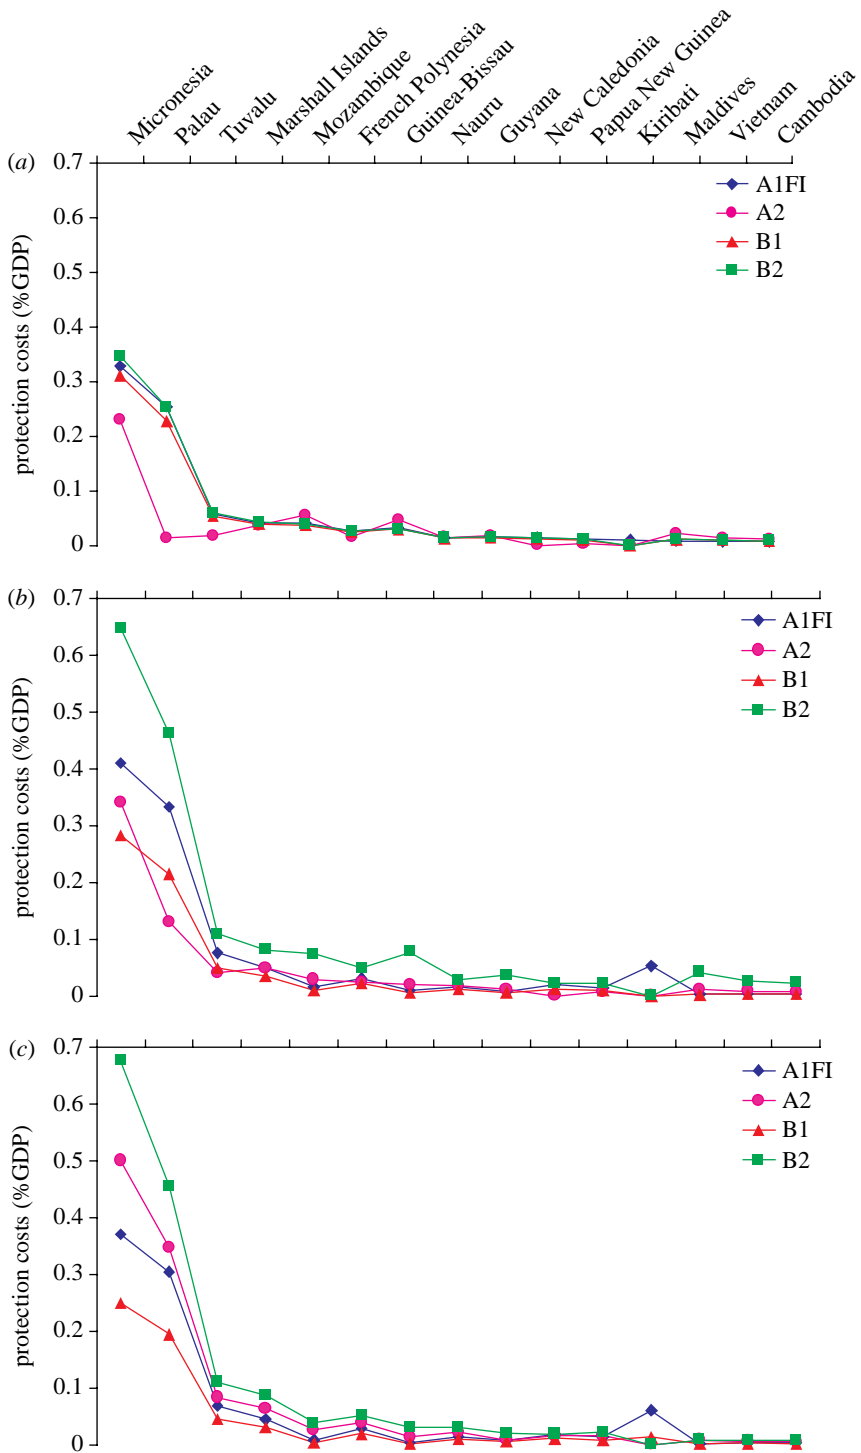 Micronesia
Palau
Tuvalu
Marshall Islands
Mozambique
French Polynesia
Guinea-Bissau
Nauru
Guyana
New Caledonia
Papua New Guinea
Kiribati
Maldives
Vietnam
Cambodia
(a)
0.7
0.6
0.5
0.4
0.3
0.2
0.1
0
protection costs (%GDP)
A1FI
A2
B1
B2
(b)
0.7
0.6
0.5
0.4
0.3
0.2
0.1
0
protection costs (%GDP)
A1FI
A2
B1
B2
(c)
0.7
0.6
0.5
0.4
0.3
0.2
0.1
0
protection costs (%GDP)
A1FI
A2
B1
B2